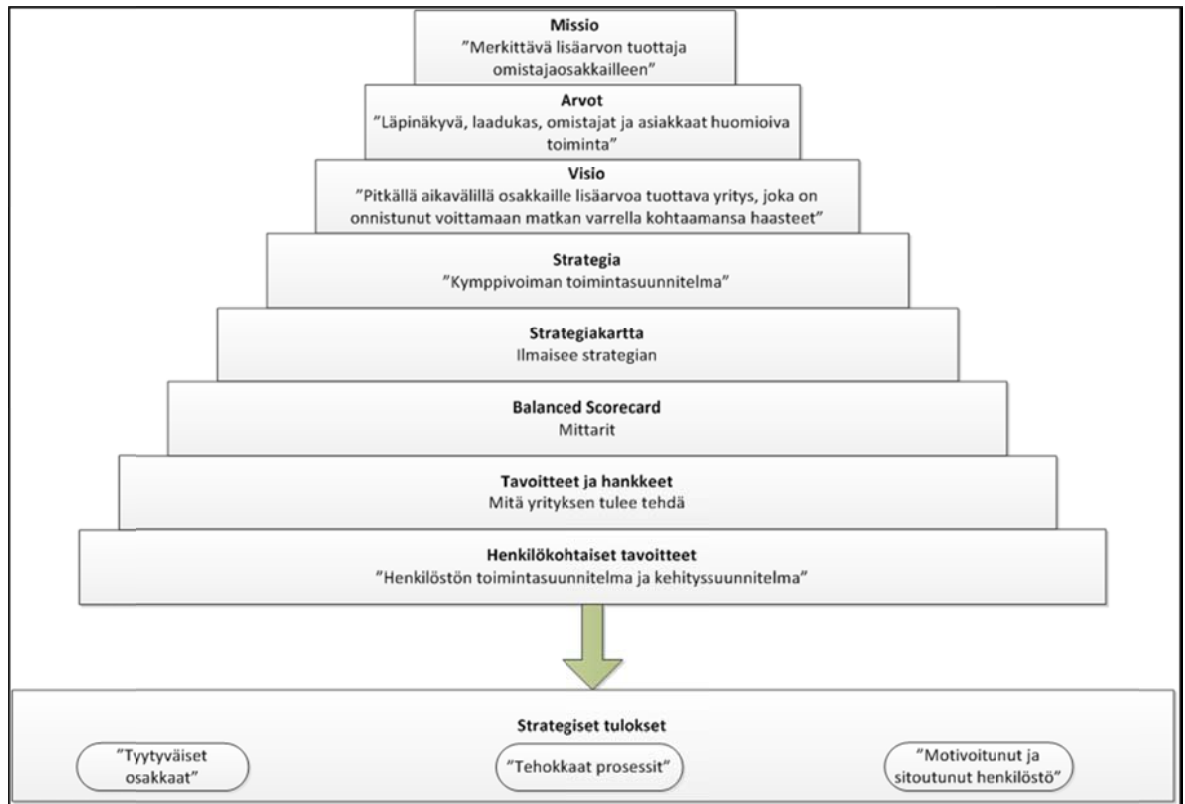 Missio
"Merkittävä lisäarvon tuottaja
omistajaosakkailleen"
Arvot
"Läpinäkyvä, laadukas, omistajat ja asiakkaat huomioiva
toiminta"
Visio
"Pitkällä aikavälillä osakkaille lisäarvoa tuottava yritys, joka on
onnistunut voittamaan matkan varrella kohtaamansa haasteet"
Strategia
"Kymppivoiman toimintasuunnitelma"
Strategiakartta
Ilmaisee strategian
Balanced Scorecard
Mittarit
Tavoitteet ja hankkeet
Mitä yrityksen tulee tehdä
Henkilökohtaiset tavoitteet
"Henkilöstön toimintasuunnitelma ja kehityssuunnitelma"
Strategiset tulokset
"Tyytyväiset
osakkaat"
"Tehokkaat prosessit"
"Motivoitunut ja
sitoutunut henkilöstö"